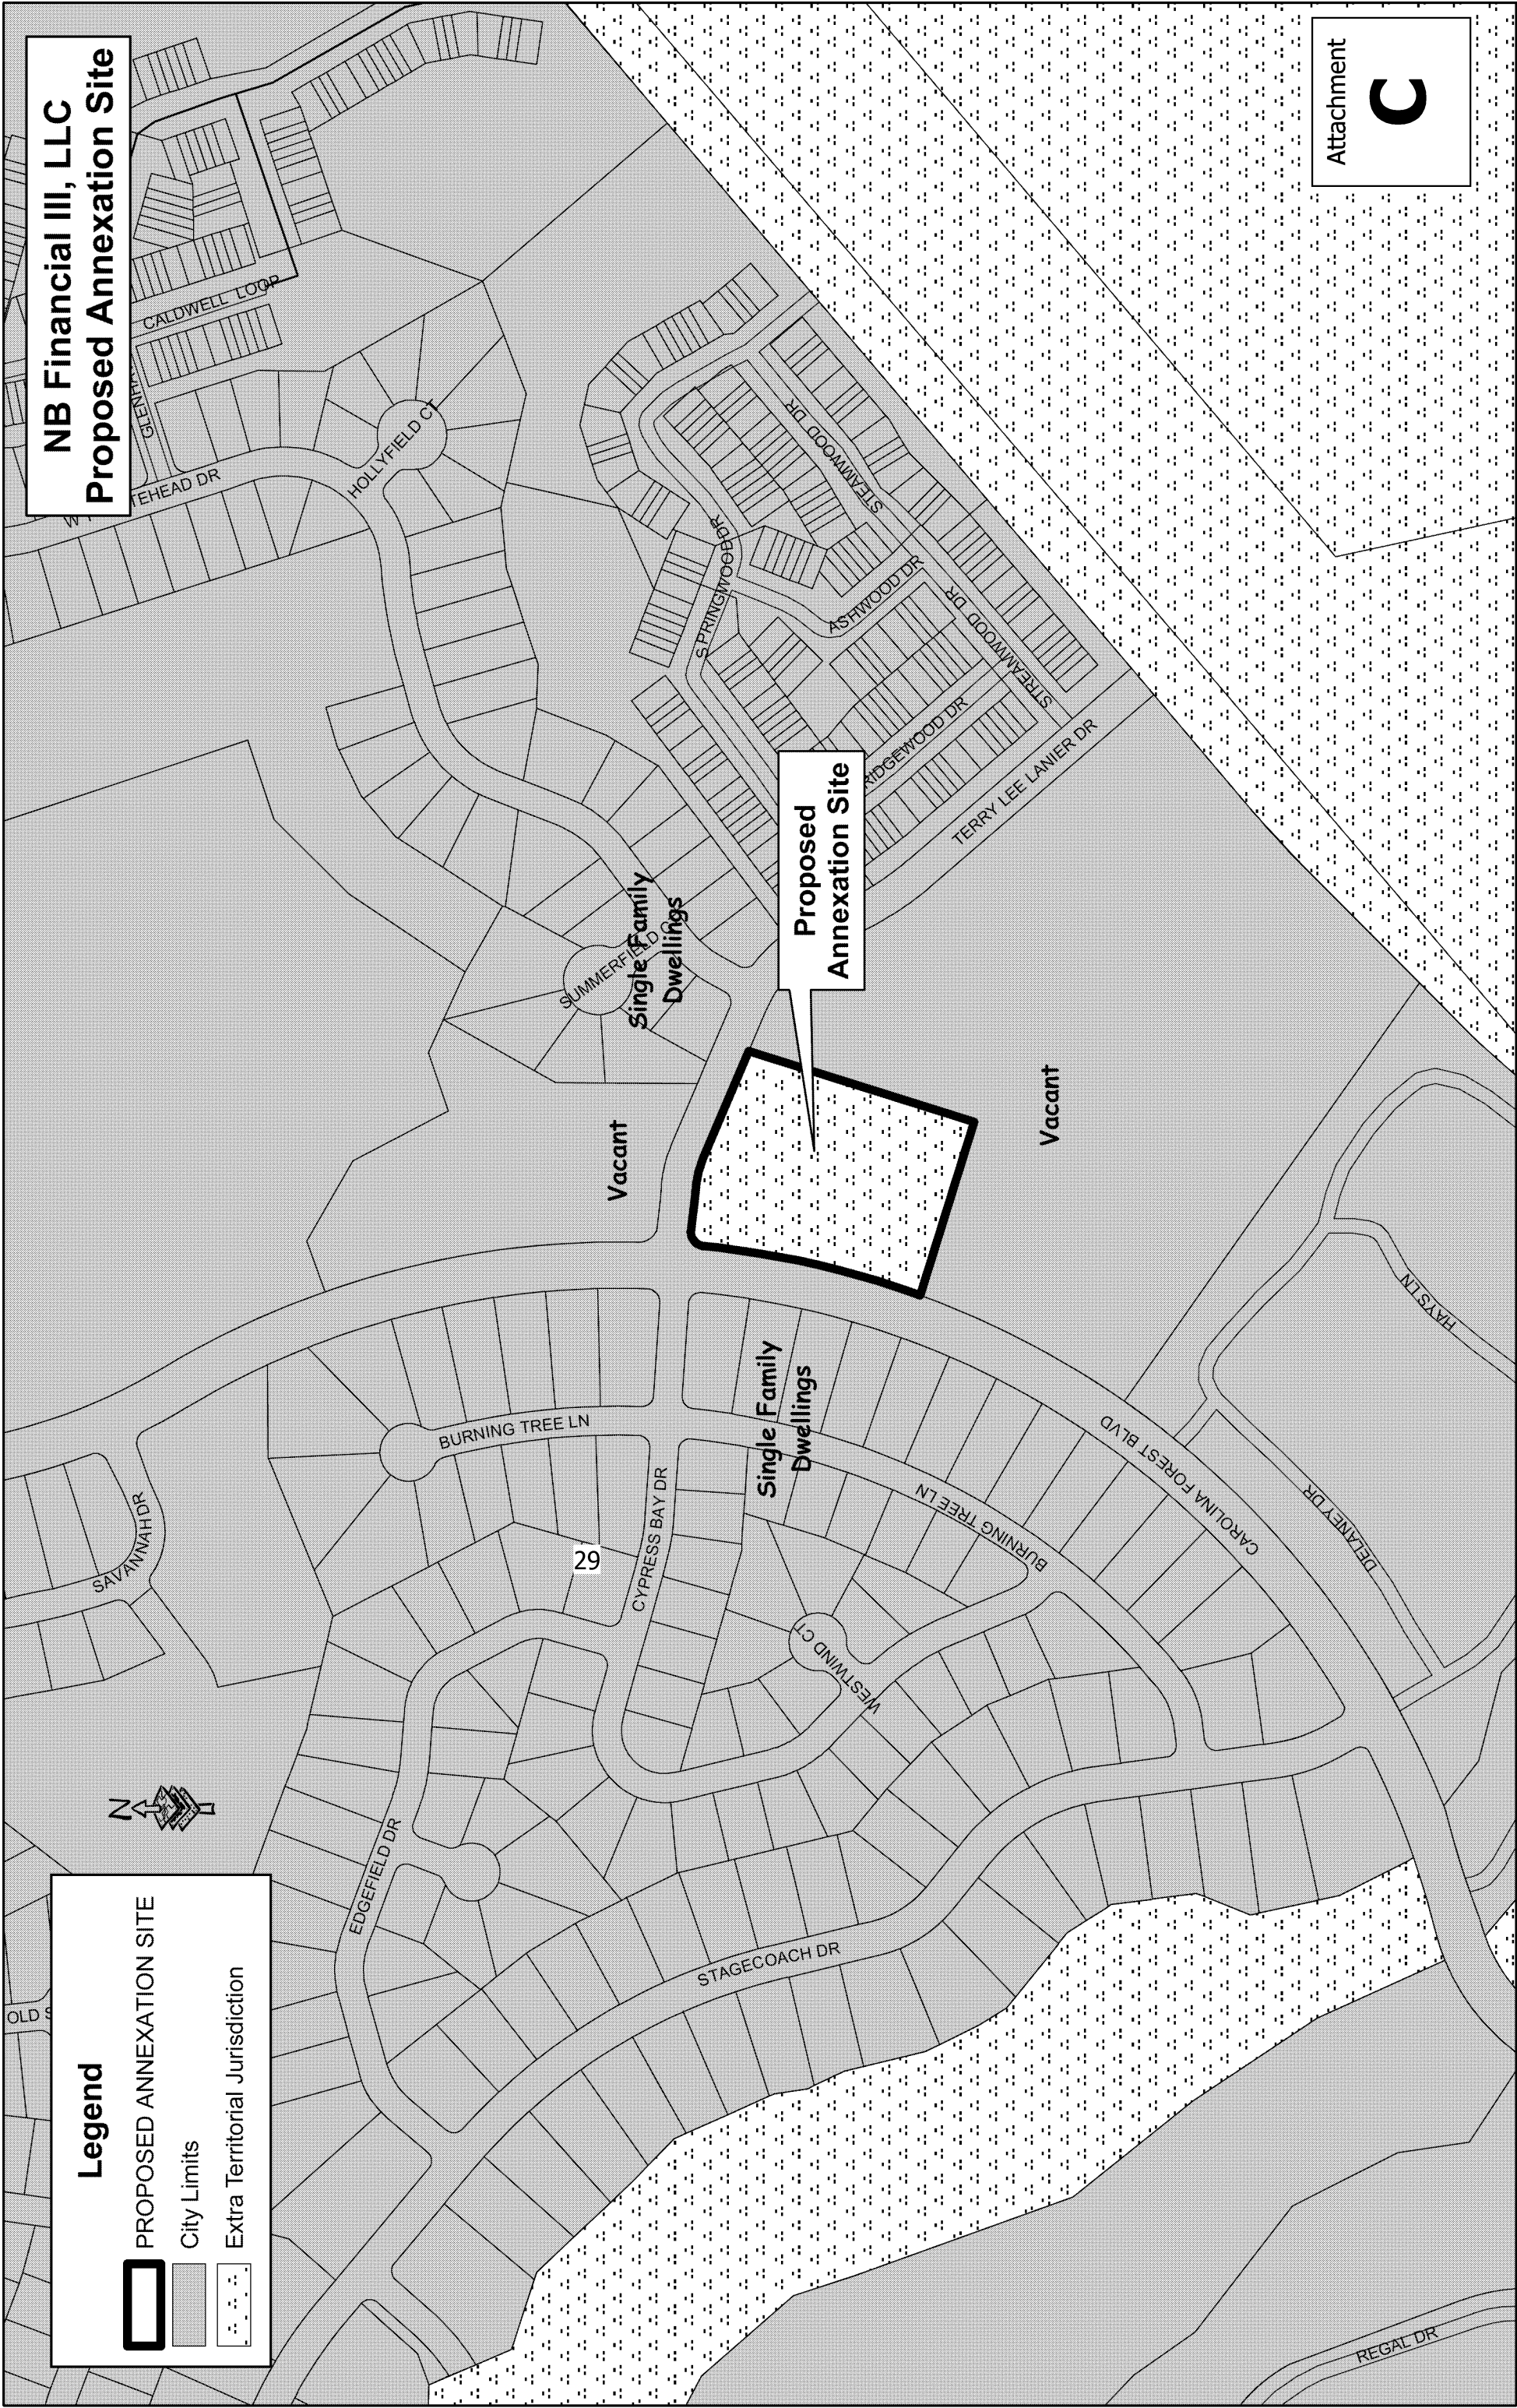 NB Financial III, LLC
Proposed Annexation Site
Attachment
C
CALDWELL LOOP
HOLLYFIELD CT
STEAMWOOD DR
SPRINGWOOD DR
ASHWOOD DR
STREAMWOOD DR
RIDGEWOOD DR
TERRY LEE LANIER DR
Proposed
Annexation Site
SUMMERFIELD
Single Family
Dwellings
Vacant
Vacant
BURNING TREE LN
CYPRESS BAY DR
Single Family
Dwellings
BURNING TREE LN
CAROLINA FOREST BLVD
HAYS LN
DELANEY DR
SAVANNAH DR
29
WESTWIND CT
N
EDGEFIELD DR
STAGECOACH DR
OLD S
REGAL DR
Legend
PROPOSED ANNEXATION SITE
City Limits
Extra Territorial Jurisdiction